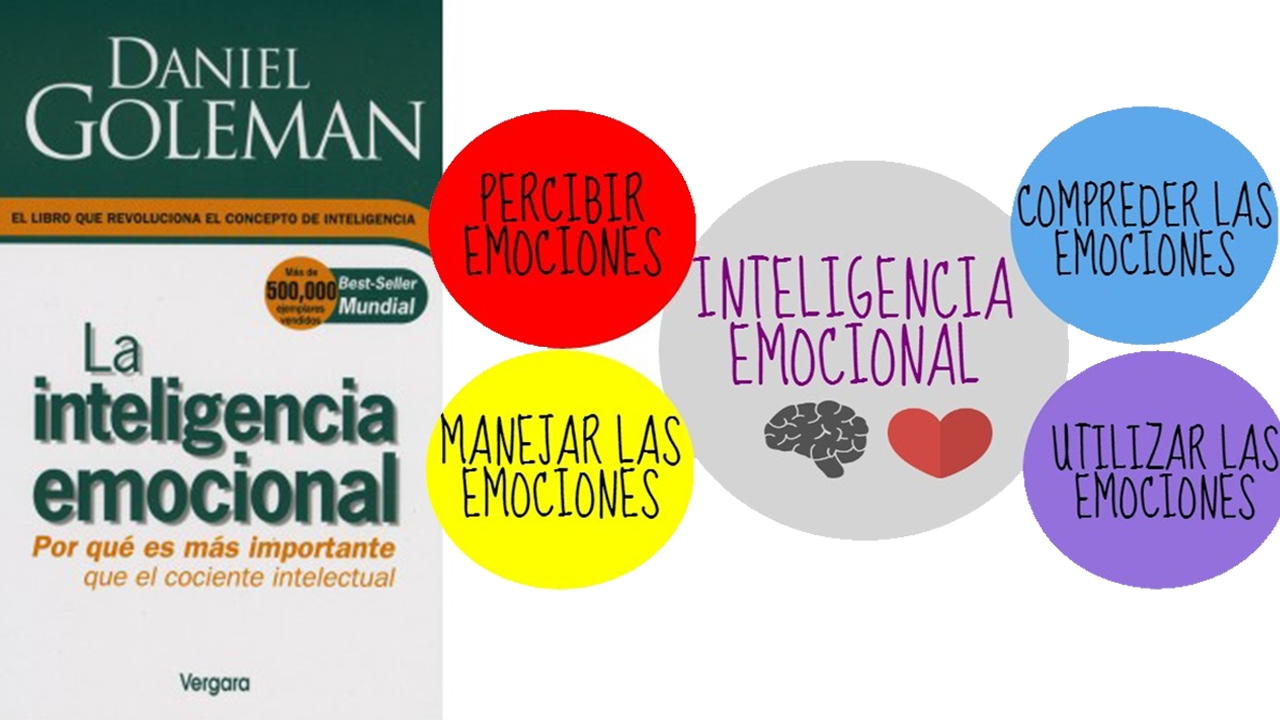 DANIEL
GOLEMAN
EL LIBRO QUE REVOLUCIONA EL CONCEPTO DE INTELIGENCIA
Más de
500,000
ejemplares
vendidos
Best-Seller
Mundial
La
inteligencia
emocional
Por qué es más importante
que el cociente intelectual
Vergara
PERCIBIR
EMOCIONES
MANEJAR LAS
EMOCIONES
INTELIGENCIA
EMOCIONAL
COMPREDER LAS
EMOCIONES
UTILIZAR LAS
EMOCIONES